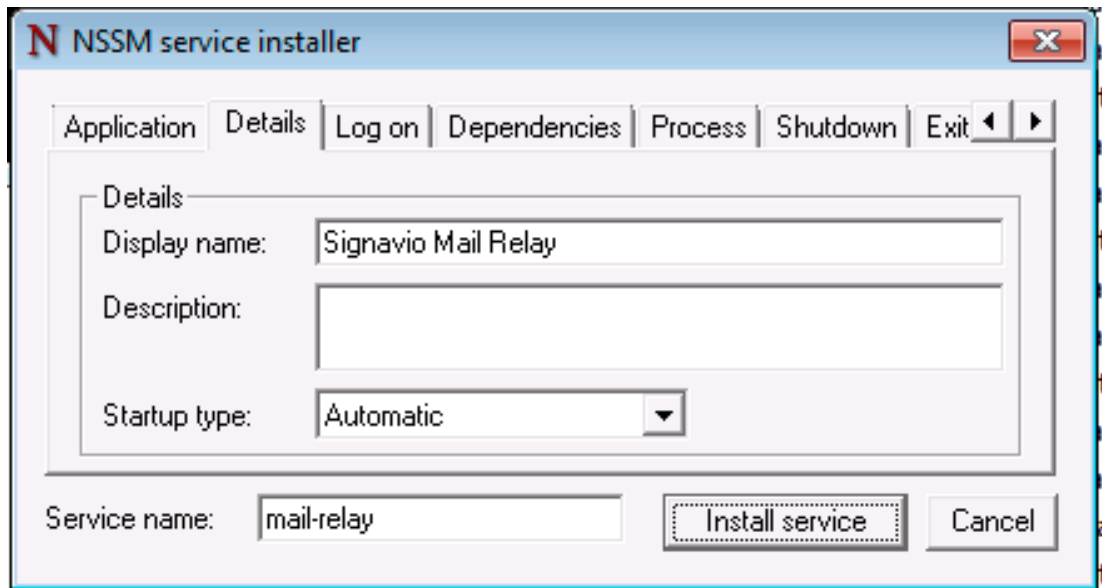 N NSSM service installer
Application Details Log on Dependencies Process Shutdown Exit
Details
Display name: Signavio Mail Relay
Description:
Startup type: Automatic
Service name: mail-relay Install service Cancel